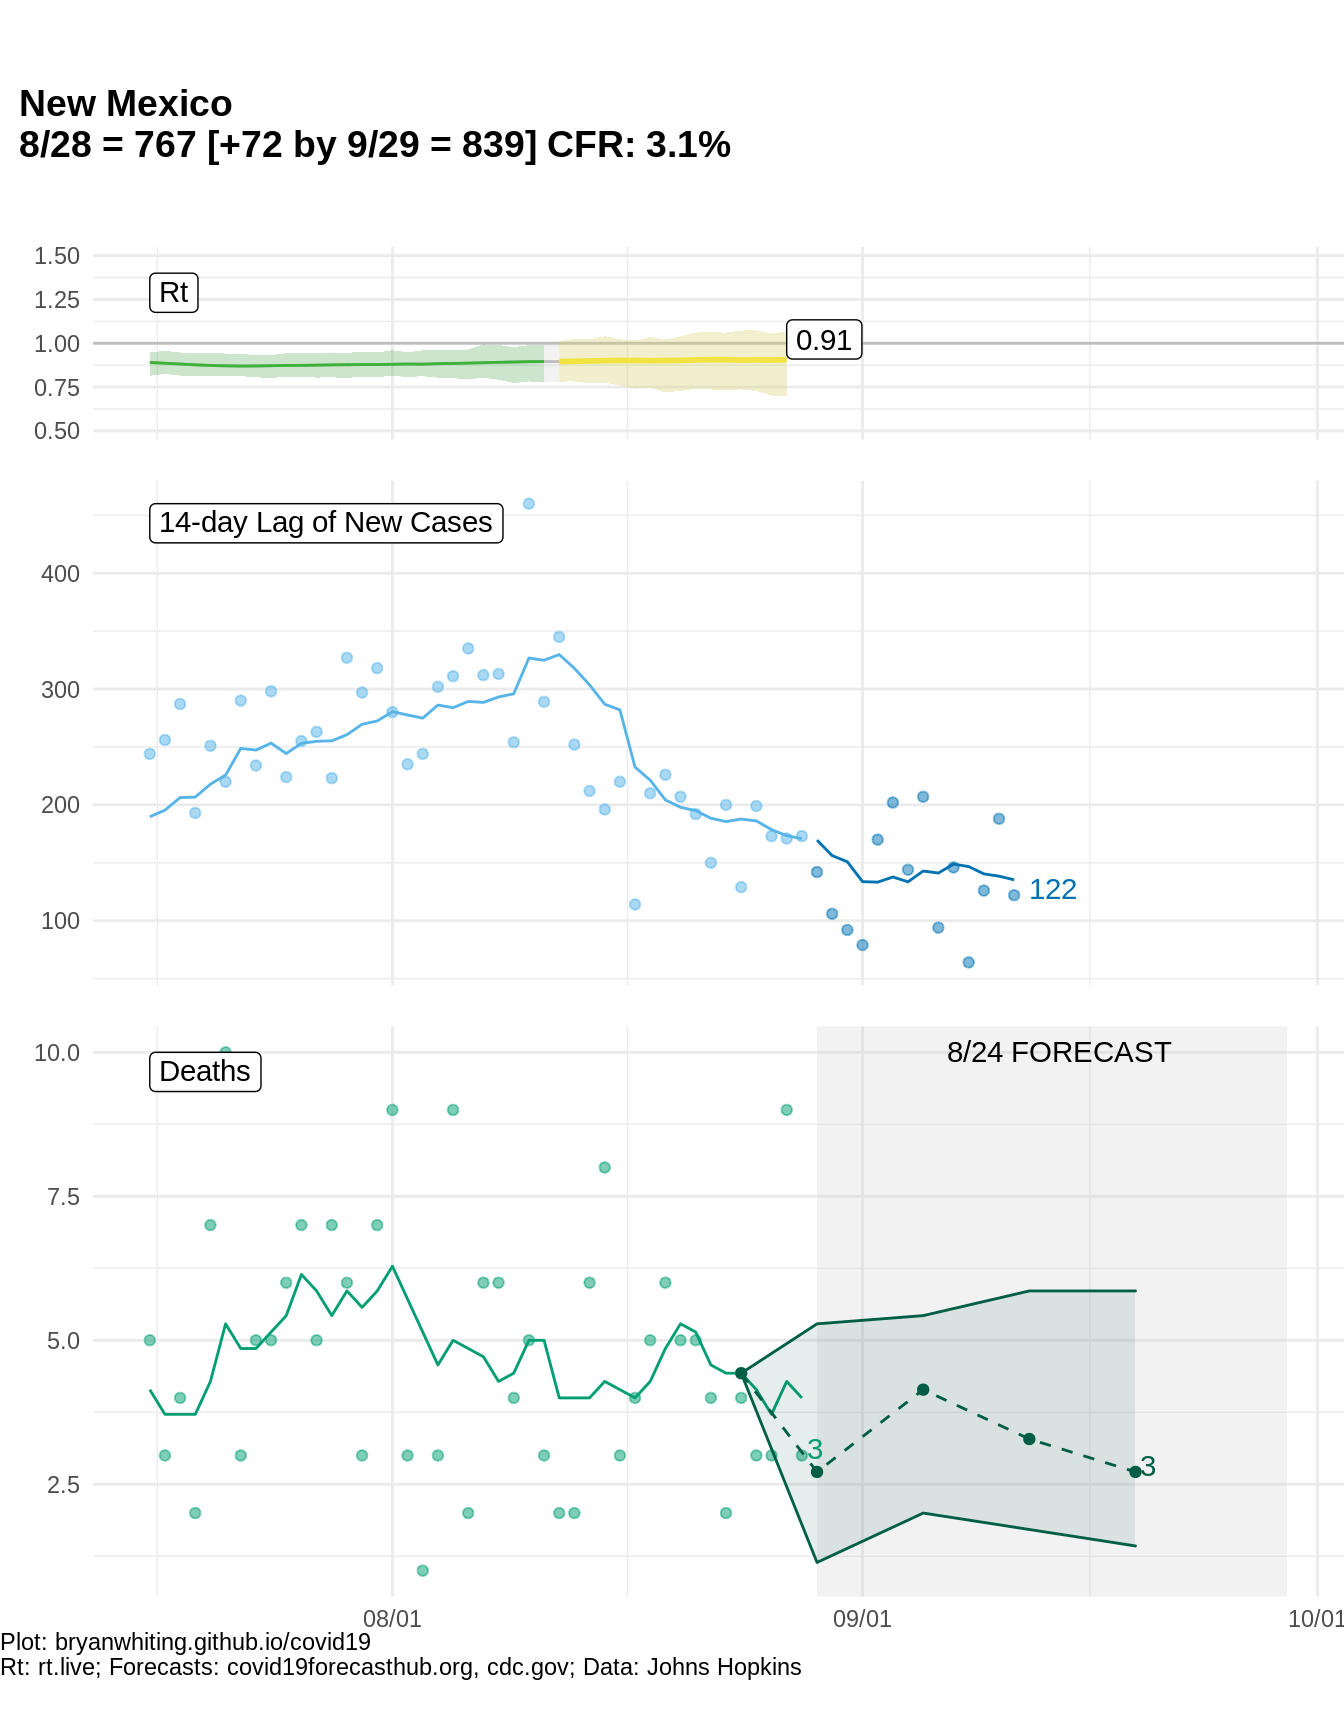 New Mexico
8/28 = 767 [+72 by 9/29 = 839] CFR: 3.1%
1.50
Rt
1.25
1.00
0.91
0.75
0.50
14-day Lag of New Cases
400
300
200
122
100
10.0
8/24 FORECAST
Deaths
7.5
5.0
3
3
2.5
08/01
09/01
10/01
Plot: bryanwhiting.github.io/covid19
Rt: rt.live; Forecasts: covid19forecasthub.org, cdc.gov; Data: Johns Hopkins